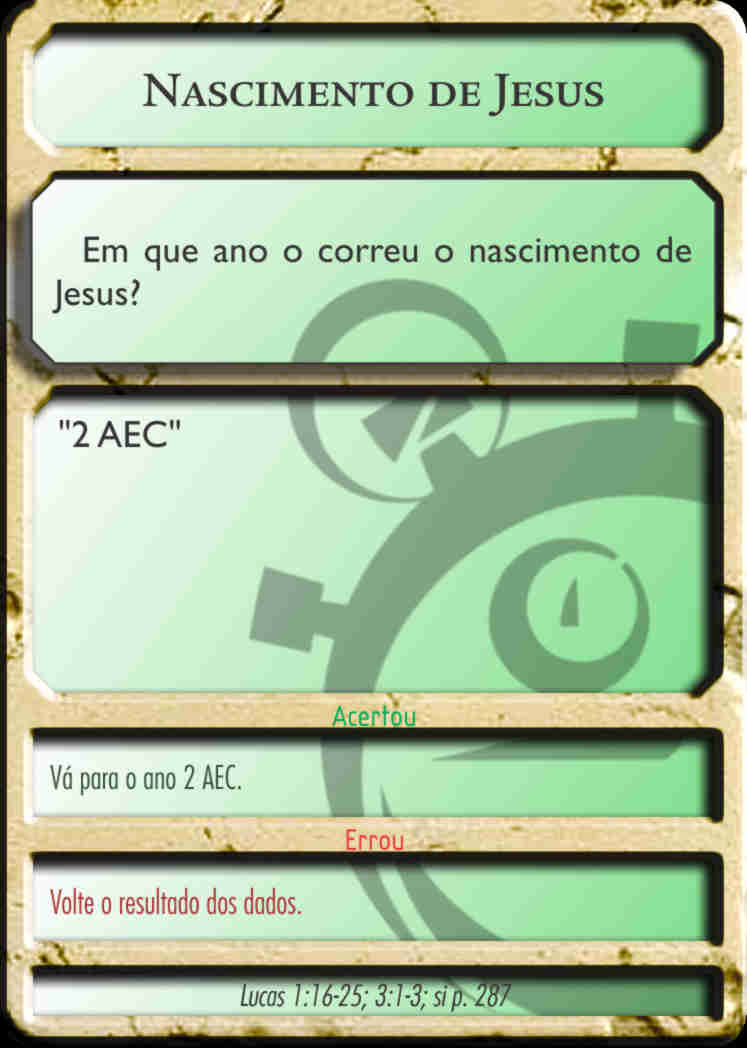 Nascimento de Jesus
Em que ano o correu o nascimento de
Jesus?
"2 AEC"
Acertou
Vá para o ano 2 AEC.
Errou
Volte o resultado dos dados.
Lucas 1:16-25; 3:1-3; si p. 287